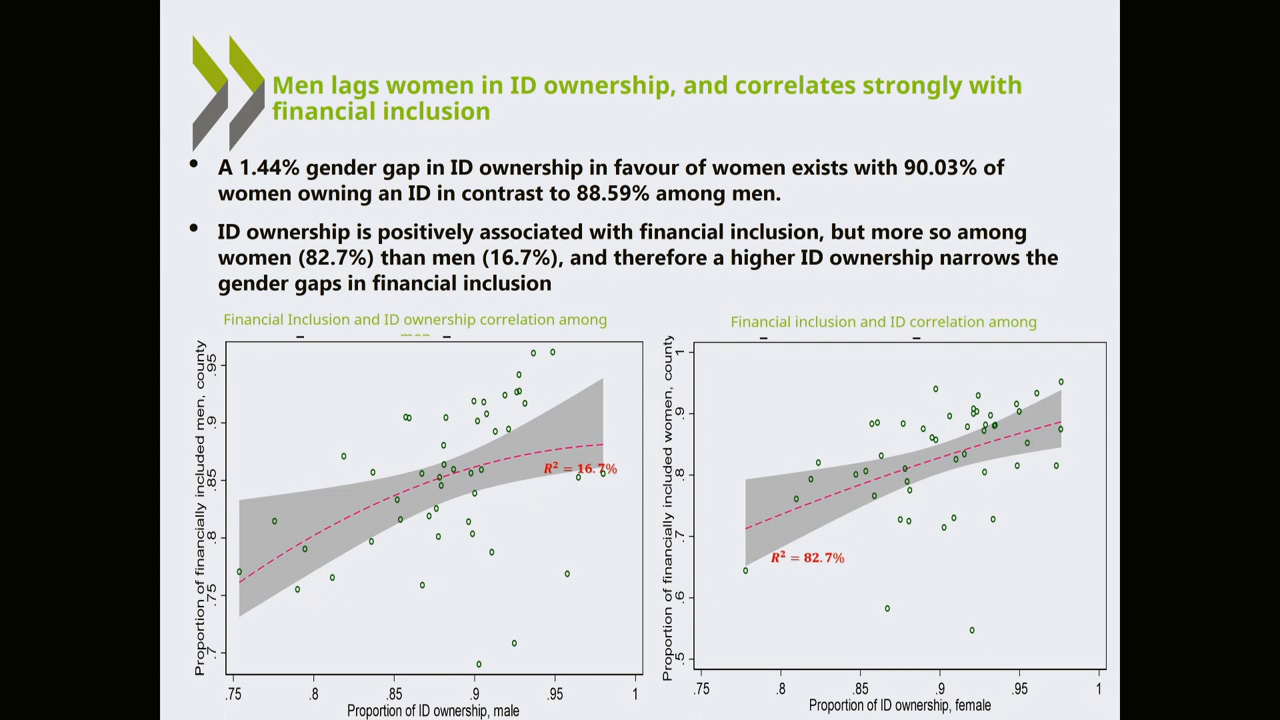 Men lags women in ID ownership, and correlates strongly with
financial inclusion
• A 1.44% gender gap in ID ownership in favour of women exists with 90.03% of
women owning an ID in contrast to 88.59% among men.
• ID ownership is positively associated with financial inclusion, but more so among
women (82.7%) than men (16.7%), and therefore a higher ID ownership narrows the
gender gaps in financial inclusion
Financial Inclusion and ID ownership correlation among
Proportion of financially included men, county
.95
.9
.85
.8
.75
.7
R² = 16.7%
.75 .8 .85 .9 .95 1
Proportion of ID ownership, male
Financial inclusion and ID correlation among
Proportion of financially included women, county
1
.9
.8
.7
.6
.5
R² = 82.7%
.75 .8 .85 .9 .95 1
Proportion of ID ownership, female